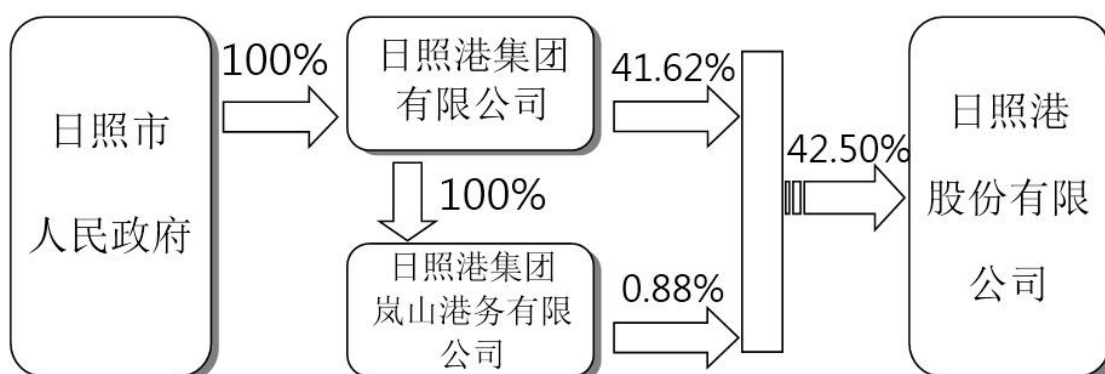 日照市
人民政府
100%
日照港集团
有限公司
100%
日照港集团
岚山港务有限
公司
41.62%
0.88%
42.50%
日照港
股份有限
公司